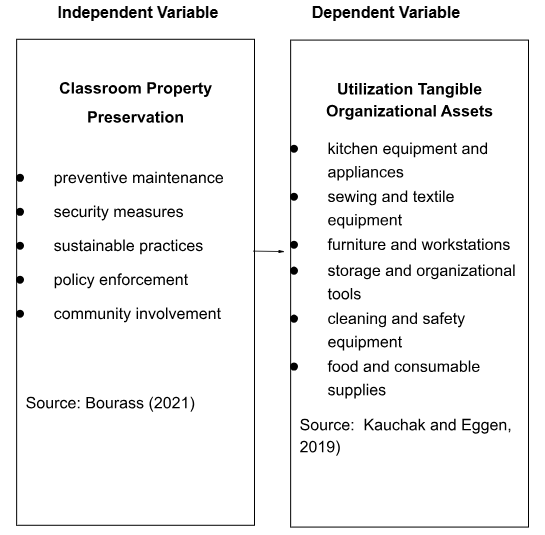 Independent Variable
Dependent Variable
Classroom Property
Preservation
● preventive maintenance
● security measures
● sustainable practices
● policy enforcement
● community involvement
Source: Bourass (2021)
Utilization Tangible
Organizational Assets
● kitchen equipment and
appliances
● sewing and textile
equipment
● furniture and workstations
● storage and organizational
tools
● cleaning and safety
equipment
● food and consumable
supplies
Source:  Kauchak and Eggen,
2019)